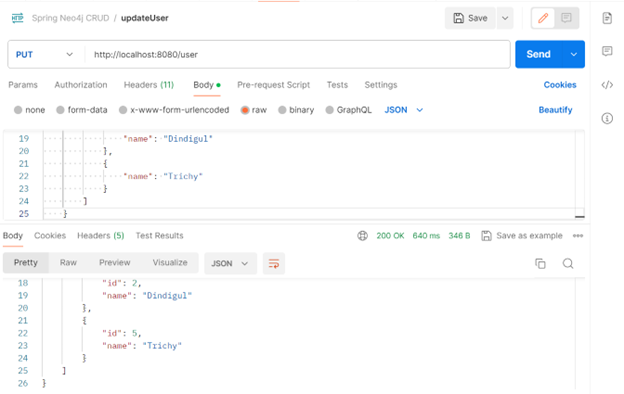 HTTP Spring Neo4j CRUD / updateUser Save
PUT http://localhost:8080/user Send
Params Authorization Headers (11) Body Pre-request Script Tests Settings Cookies
none form-data x-www-form-urlencoded raw binary GraphQL JSON Beautify
19 "name": "Dindigul"
20 },
21 {
22 "name": "Trichy"
23 }
24 ]
25 }
Body Cookies Headers (5) Test Results 200 OK 640 ms 346 B Save as example
Pretty Raw Preview Visualize JSON
18 "id": 2,
19 "name": "Dindigul"
20 },
21 {
22 "id": 5,
23 "name": "Trichy"
24 }
25 ]
26 }